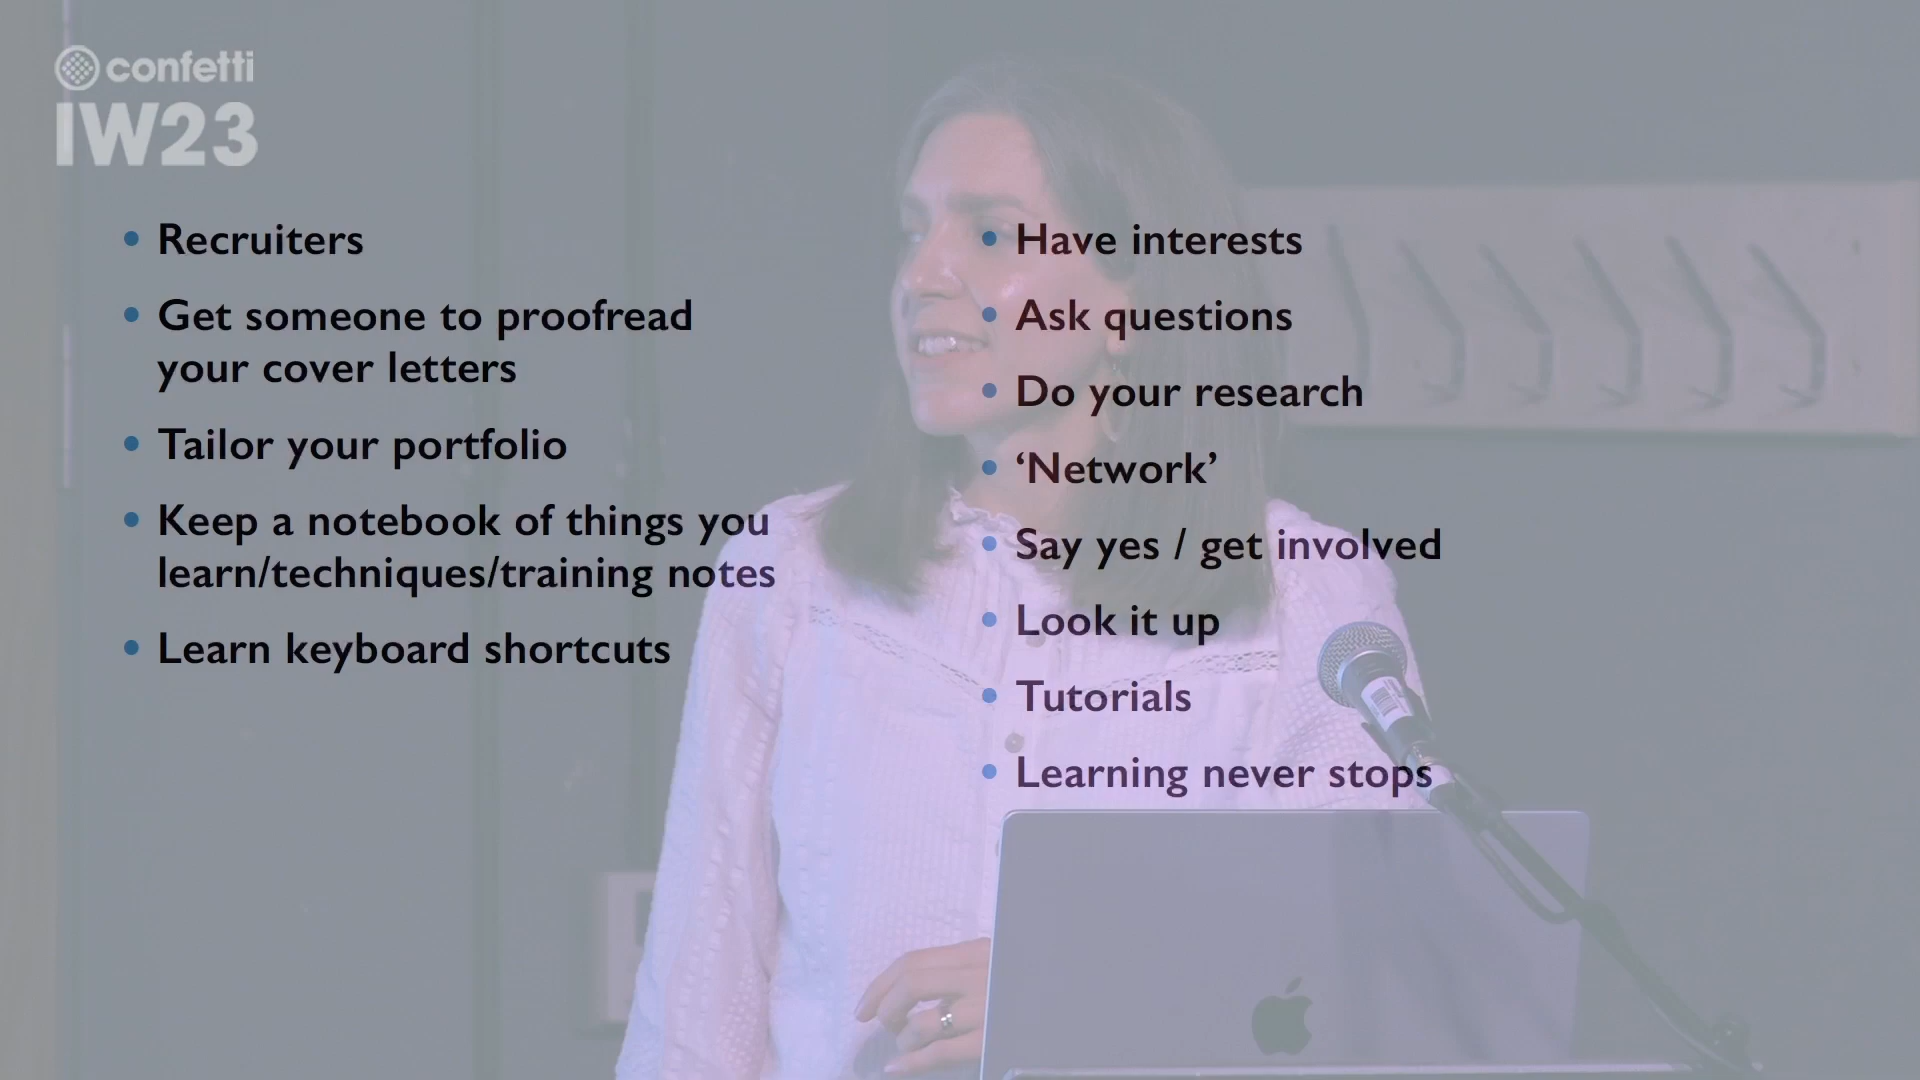 confetti
IW23
• Recruiters
• Get someone to proofread
your cover letters
• Tailor your portfolio
• Keep a notebook of things you
learn/techniques/training notes
• Learn keyboard shortcuts
• Have interests
• Ask questions
• Do your research
• ‘Network’
• Say yes / get involved
• Look it up
• Tutorials
• Learning never stops